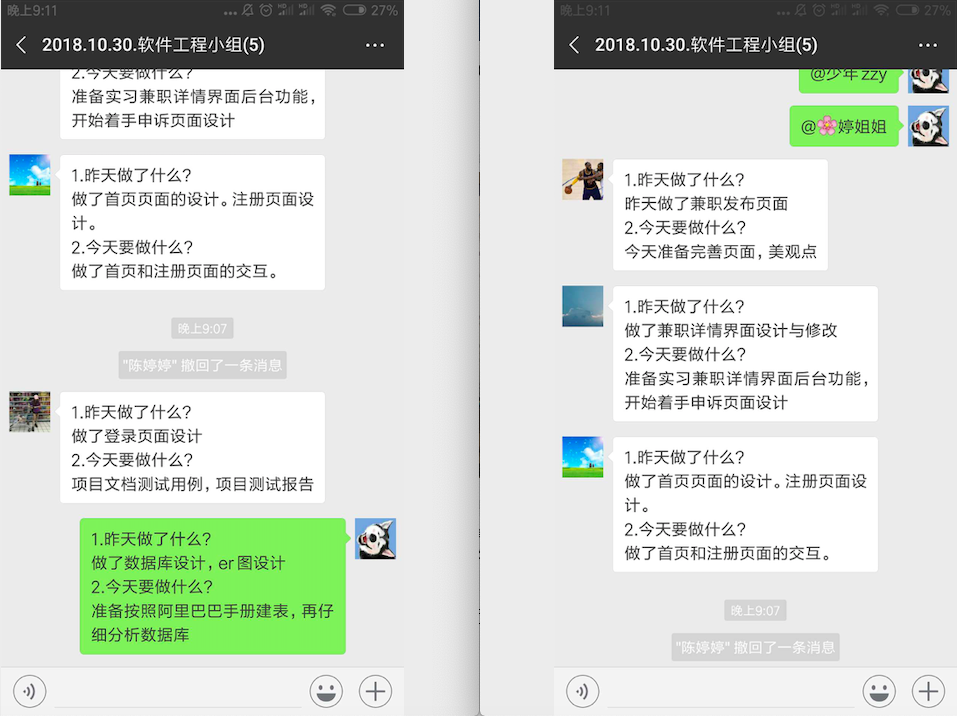 晚上9:11
27%
2018.10.30.软件工程小组(5)
2.今天要做什么?
准备实习兼职详情界面后台功能，
开始着手申诉页面设计
1.昨天做了什么?
做了首页页面的设计。注册页面设
计。
2.今天要做什么?
做了首页和注册页面的交互。
晚上9:07
"陈婷婷" 撤回了一条消息
1.昨天做了什么?
做了登录页面设计
2.今天要做什么?
项目文档测试用例，项目测试报告
1.昨天做了什么?
做了数据库设计，er图设计
2.今天要做什么?
准备按照阿里巴巴手册建表，再仔
细分析数据库
晚上9:11
27%
2018.10.30.软件工程小组(5)
@少年zzy
@🌸婷姐姐
1.昨天做了什么?
昨天做了兼职发布页面
2.今天要做什么?
今天准备完善页面，美观点
1.昨天做了什么?
做了兼职详情界面设计与修改
2.今天要做什么?
准备实习兼职详情界面后台功能，
开始着手申诉页面设计
1.昨天做了什么?
做了首页页面的设计。注册页面设
计。
2.今天要做什么?
做了首页和注册页面的交互。
晚上9:07
"陈婷婷" 撤回了一条消息